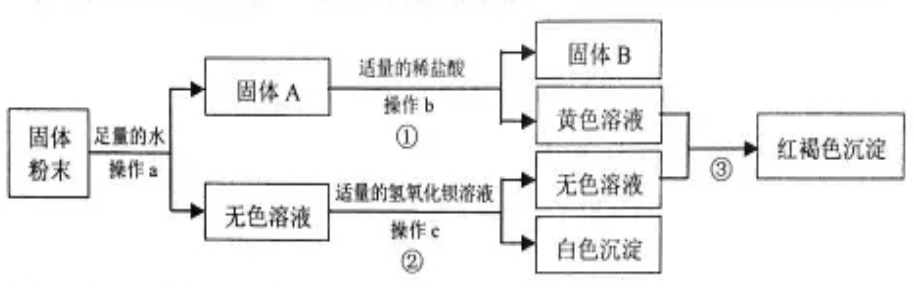 固体
粉末
足量的水
操作 a
固体 A
适量的稀盐酸
操作 b
①
固体 B
黄色溶液
无色溶液
适量的氢氧化钡溶液
操作 c
②
无色溶液
白色沉淀
③
红褐色沉淀